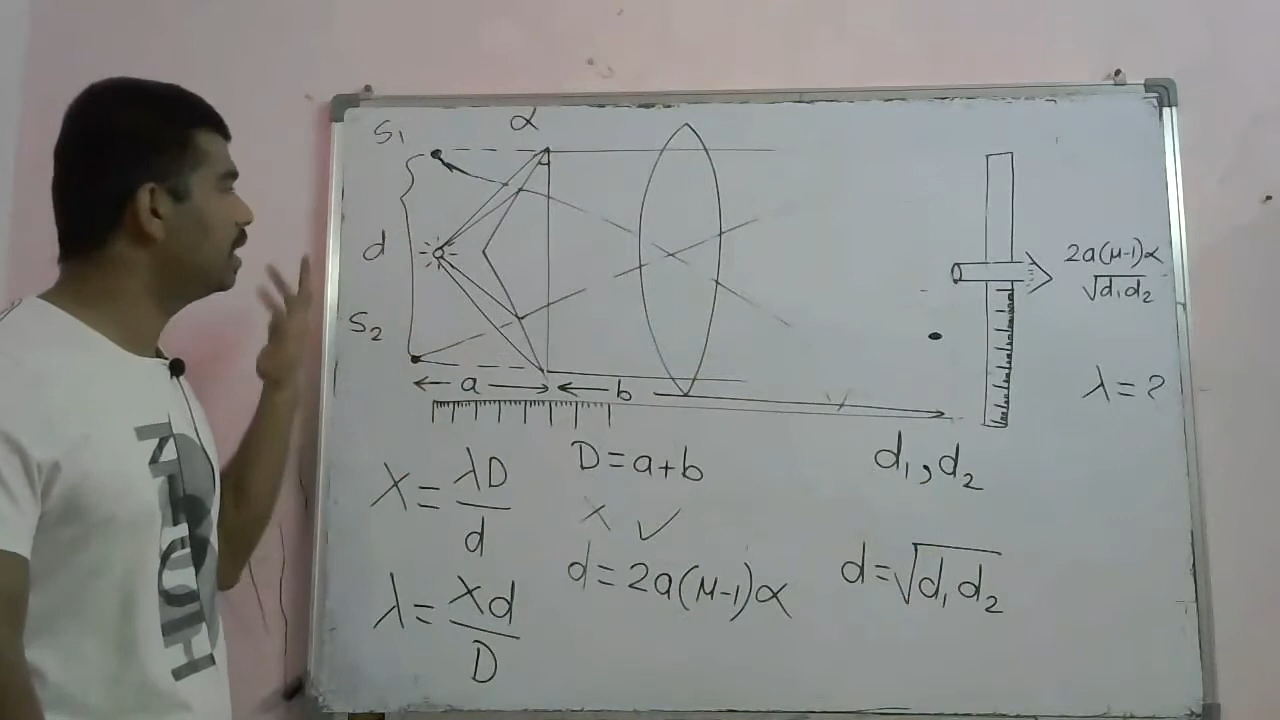 S₁
α
d
S₂
a
b
2a(μ-1)α
√d₁d₂
λ=?
d₁,d₂
X=λD/d
D=a+b
× ✓
d=2a(μ-1)α
d=√d₁d₂
λ=Xd/D